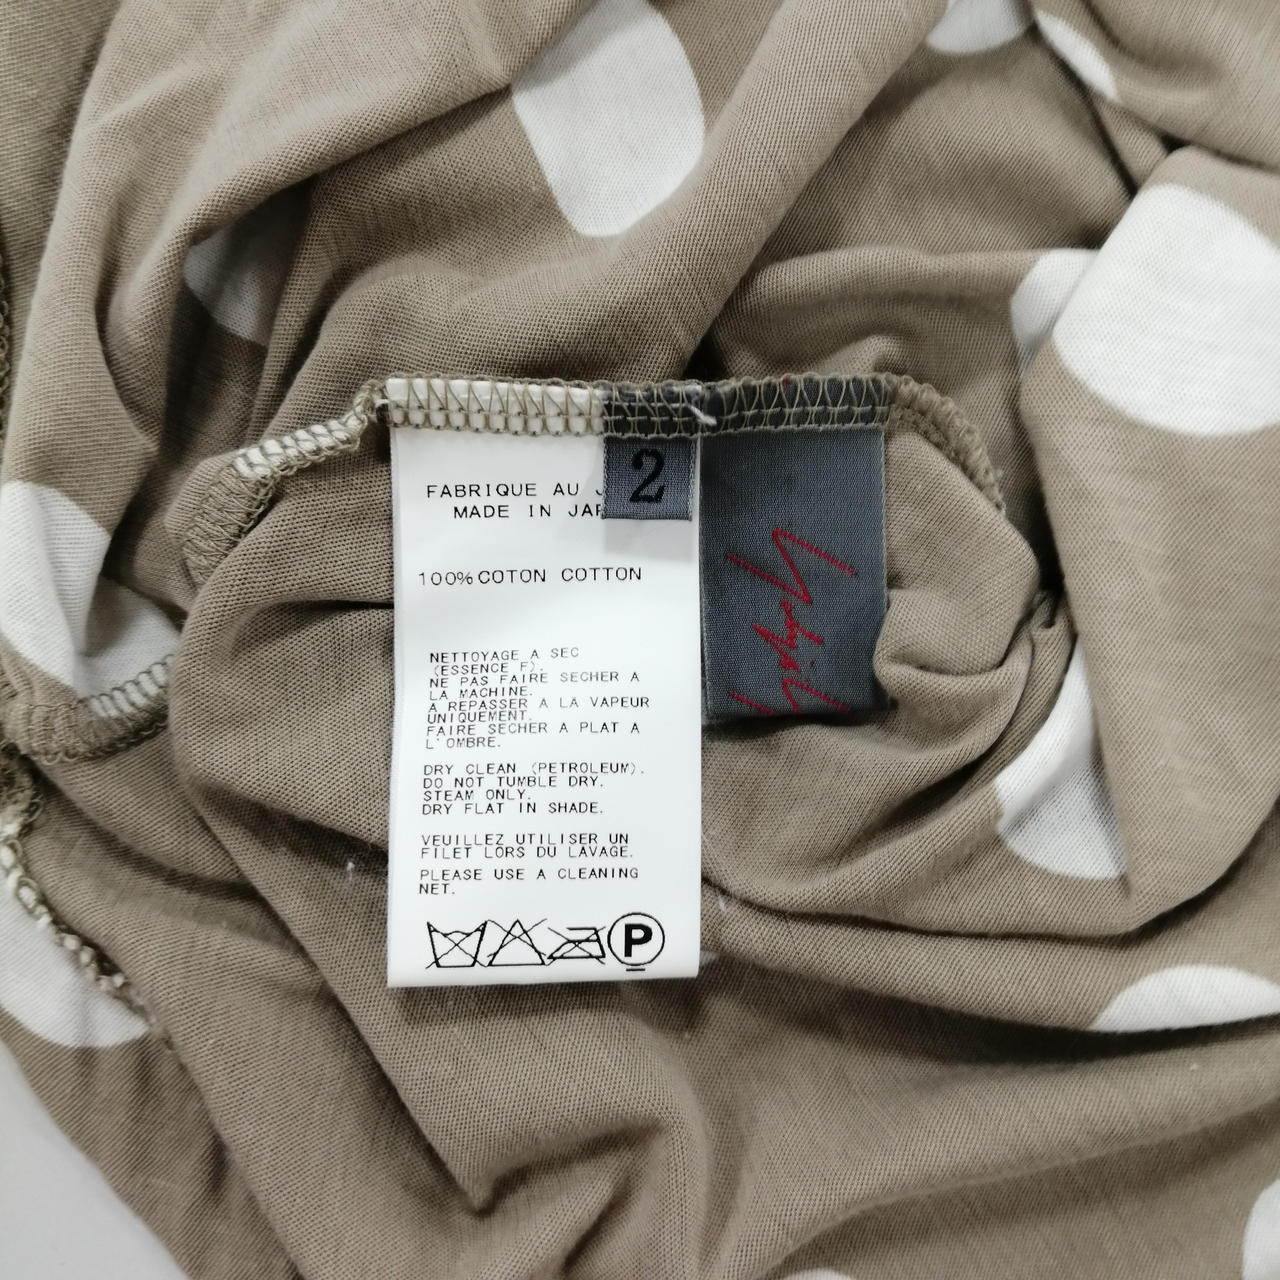 FABRIQUE AU J
MADE IN JAP
2
100%COTON COTTON
NETTOYAGE A SEC
(ESSENCE F).
NE PAS FAIRE SECHER A
LA MACHINE.
A REPASSER A LA VAPEUR
UNIQUEMENT.
FAIRE SECHER A PLAT A
L'OMBRE.
DRY CLEAN (PETROLEUM).
DO NOT TUMBLE DRY.
STEAM ONLY.
DRY FLAT IN SHADE.
VEUILLEZ UTILISER UN
FILET LORS DU LAVAGE.
PLEASE USE A CLEANING
NET.
P